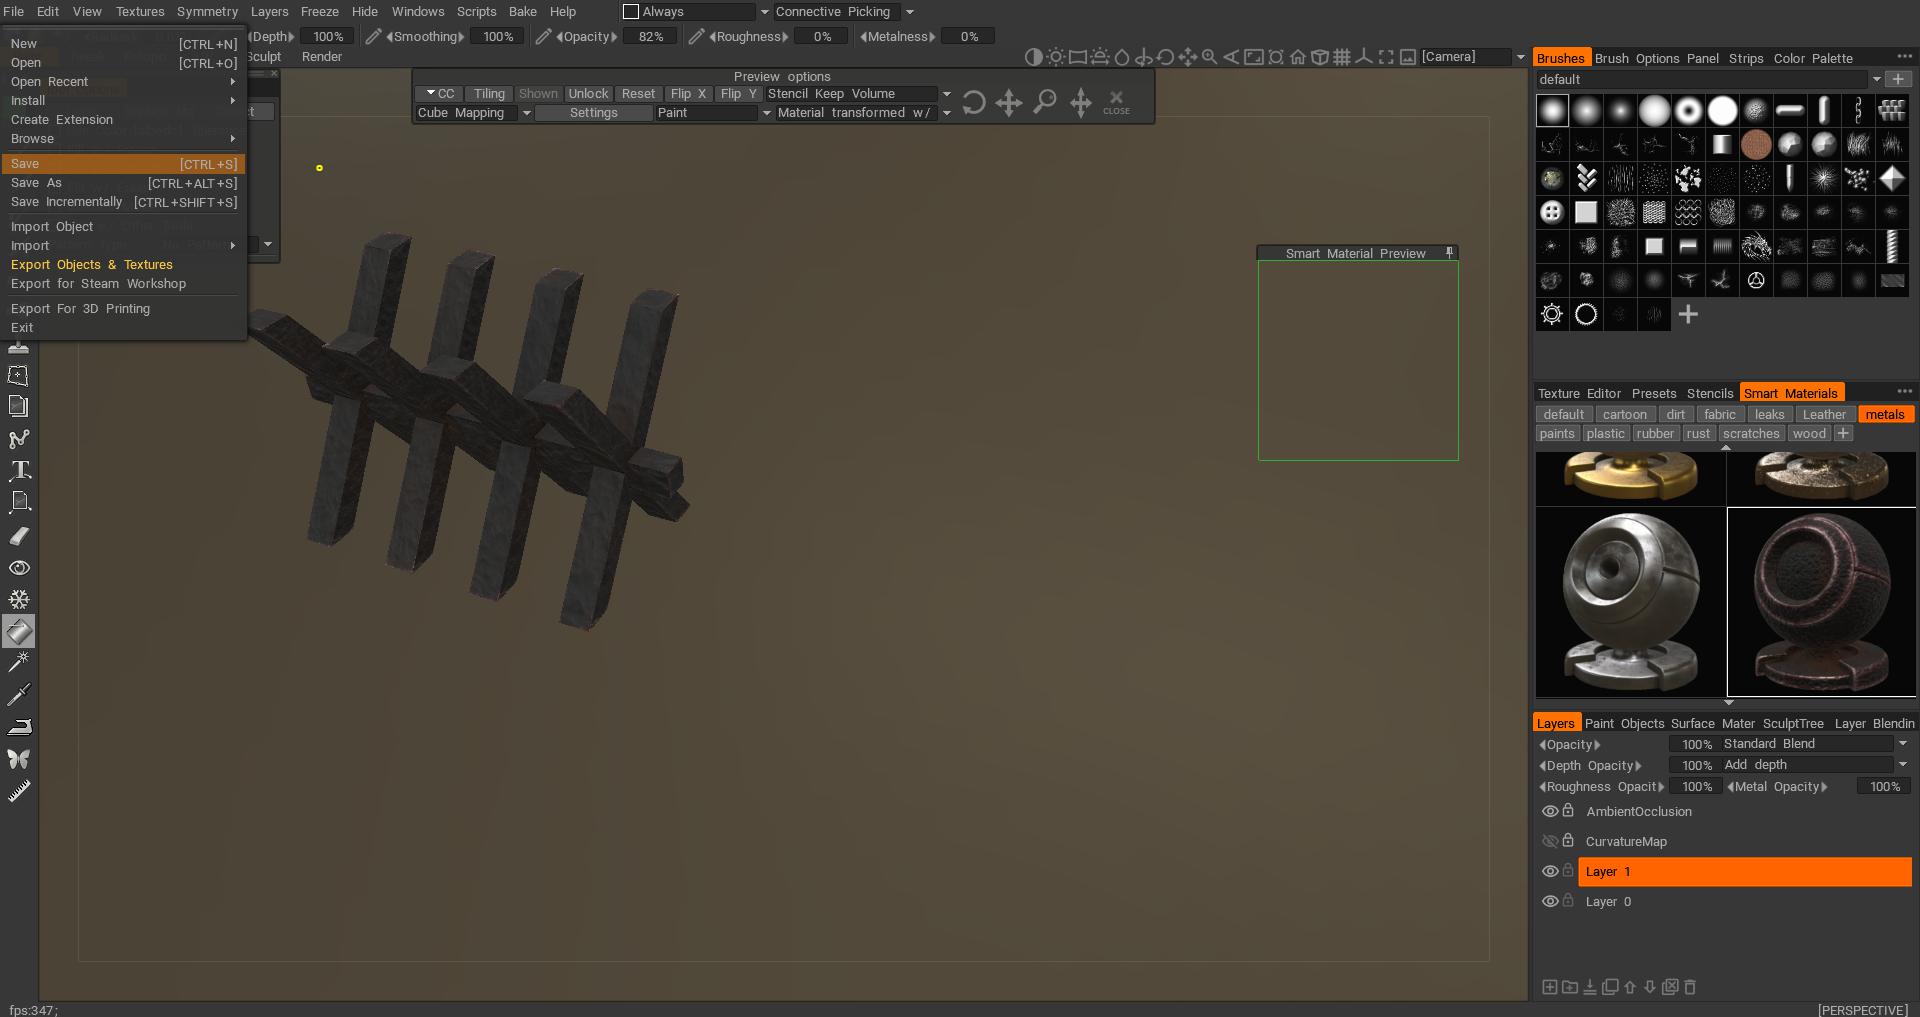 File Edit View Textures Symmetry Layers Freeze Hide Windows Scripts Bake Help Always Connective Picking
Depth 100% Smoothing 100% Opacity 82% Roughness 0% Metalness 0%
Sculpt Render [Camera]
New [CTRL+N]
Open [CTRL+O]
Open Recent
Install
Create Extension
Browse
Save [CTRL+S]
Save As [CTRL+ALT+S]
Save Incrementally [CTRL+SHIFT+S]
Import Object
Import
Export Objects & Textures
Export for Steam Workshop
Export For 3D Printing
Exit
Preview options
CC Tiling Shown Unlock Reset Flip X Flip Y Stencil Keep Volume
Cube Mapping Settings Paint Material transformed w/
CLOSE
Smart Material Preview
Brushes Brush Options Panel Strips Color Palette
default
Texture Editor Presets Stencils Smart Materials
default cartoon dirt fabric leaks Leather metals
paints plastic rubber rust scratches wood
Layers Paint Objects Surface Mater SculptTree Layer Blendin
Opacity 100% Standard Blend
Depth Opacity 100% Add depth
Roughness Opacit 100% Metal Opacity 100%
AmbientOcclusion
CurvatureMap
Layer 1
Layer 0
fps:347; [PERSPECTIVE]